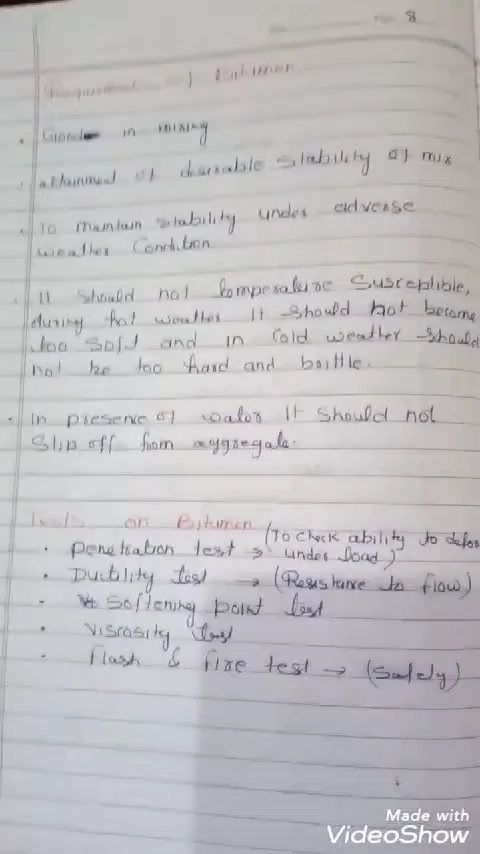 8
Requirement of Bitumen
Good in mixing
attainment of desirable stability of mix
To maintain stability under adverse
weather Condition
It should not temperature Susceptible,
during hot weather It should not become
too soft and in Cold weather should
not be too hard and brittle.
In presence of water It should not
Slip off from aggregate.
Tests on Bitumen (To check ability to defor
Penetration test → under load)
Ductility test → (Resistance to flow)
Softening point test
Viscosity test
flash & fire test → (Safely)
Made with
VideoShow